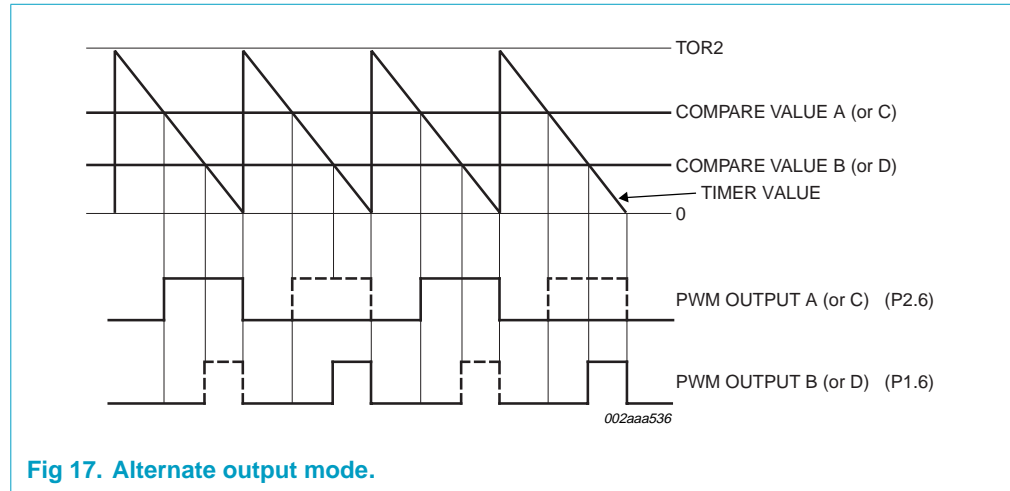 TOR2
COMPARE VALUE A (or C)
COMPARE VALUE B (or D)
TIMER VALUE
0
PWM OUTPUT A (or C) (P2.6)
PWM OUTPUT B (or D) (P1.6)
002aaa536
Fig 17. Alternate output mode.